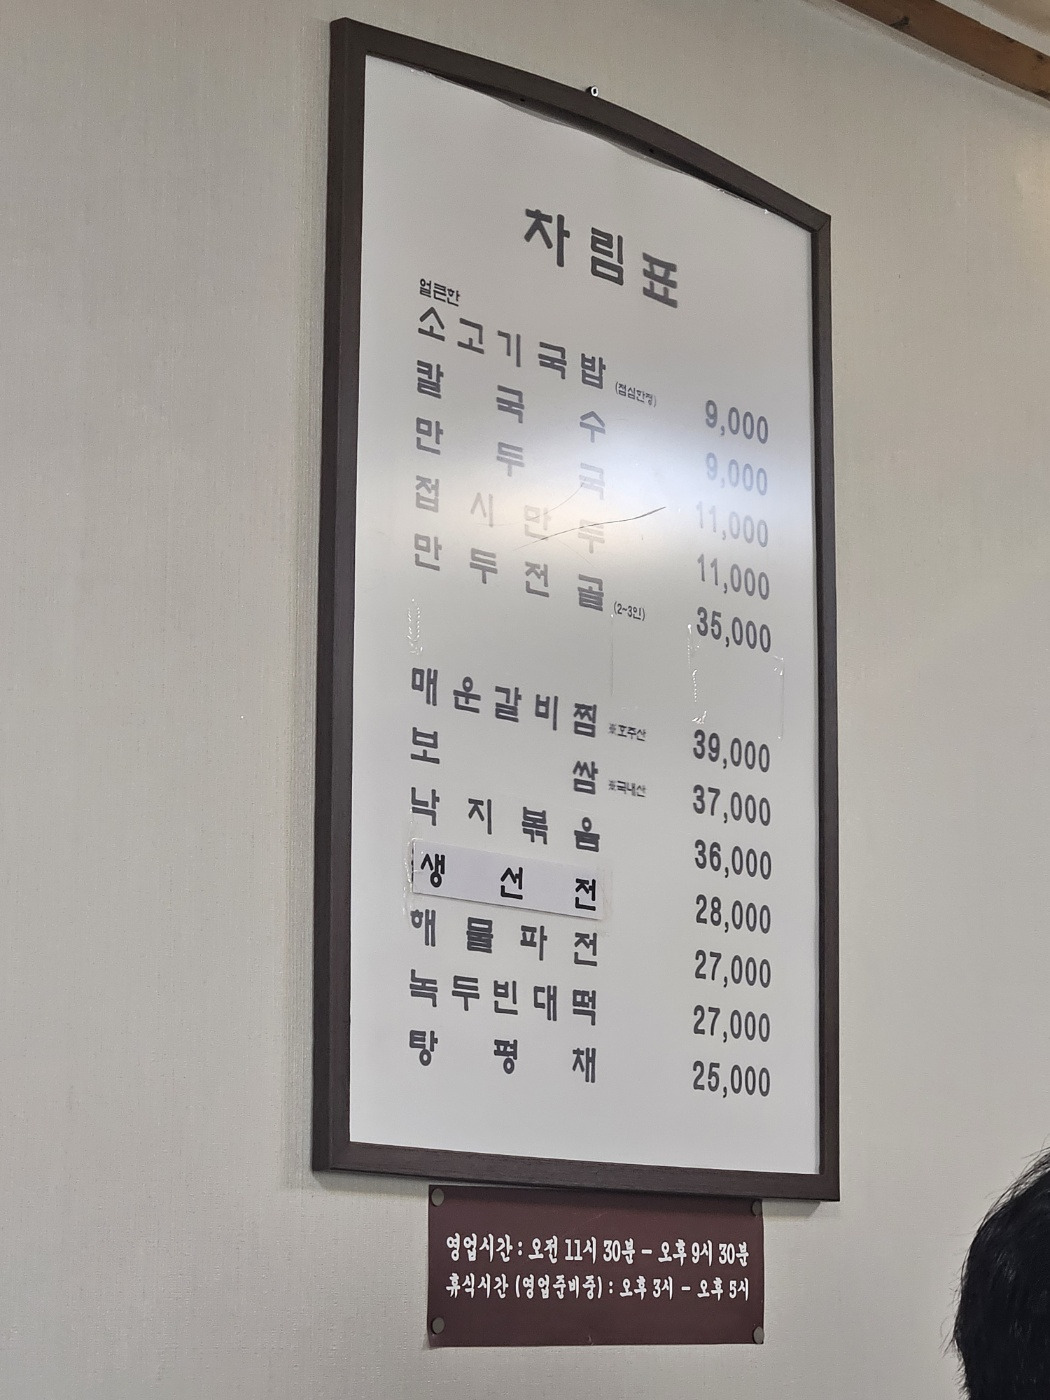 차림표
얼큰한
소고기국밥 (점심한정) 9,000
칼국수 9,000
만두국 11,000
접시만두 11,000
만두전골 (2~3인) 35,000
매운갈비찜 ※호주산 39,000
보쌈 ※국내산 37,000
낙지볶음 36,000
생선전 28,000
해물파전 27,000
녹두빈대떡 27,000
탕평채 25,000
영업시간 : 오전 11시 30분 – 오후 9시 30분
휴식시간 (영업준비중) : 오후 3시 – 오후 5시